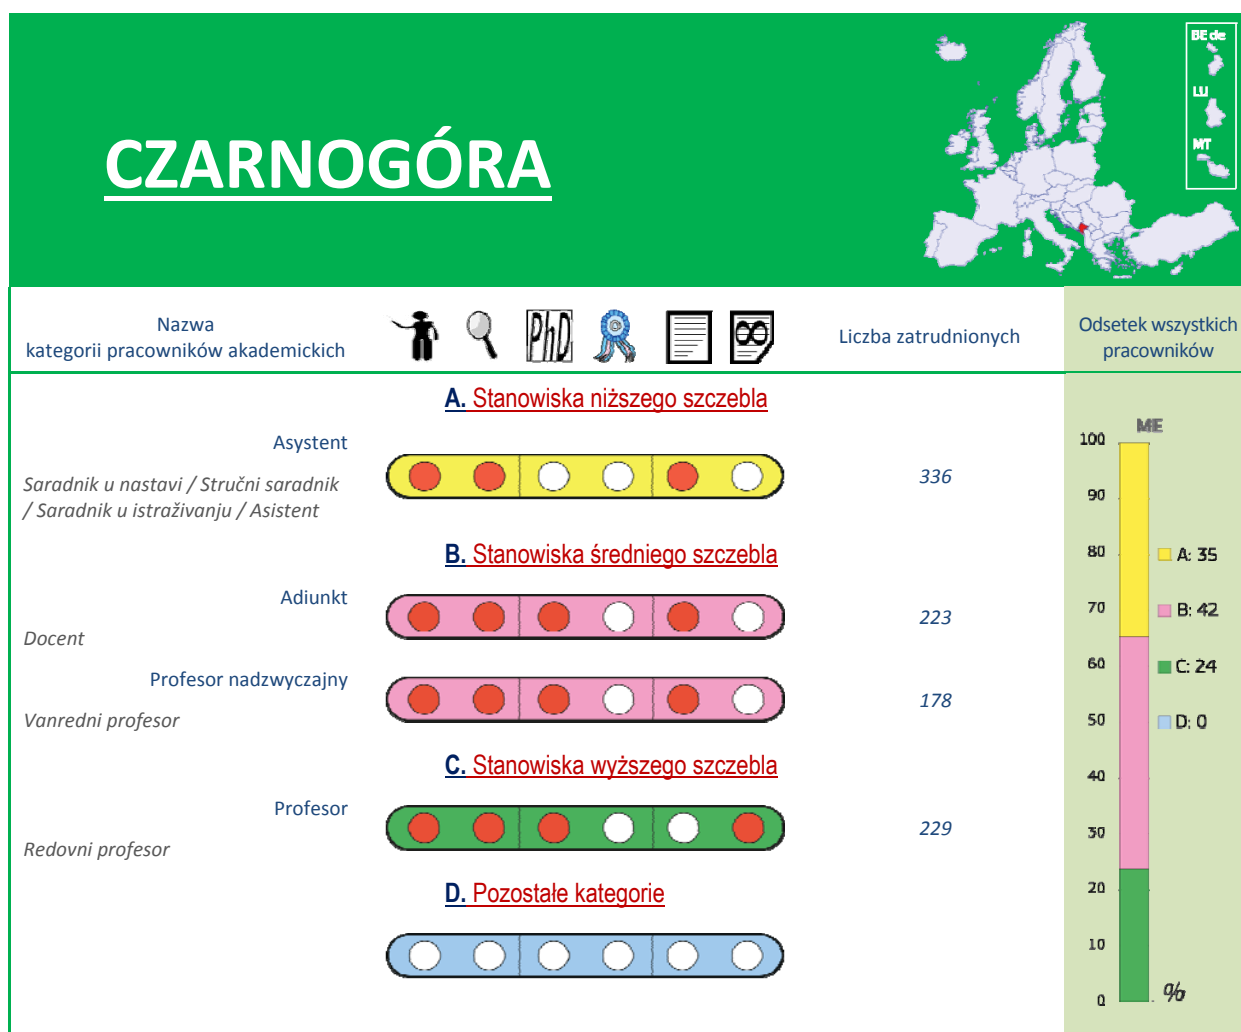 CZARNOGÓRA
BE de
LU
MT
Nazwa
kategorii pracowników akademickich
PhD
8
Liczba zatrudnionych
Odsetek wszystkich
pracowników
A. Stanowiska niższego szczebla
Asystent
Saradnik u nastavi / Stručni saradnik
/ Saradnik u istraživanju / Asistent
336
B. Stanowiska średniego szczebla
Adiunkt
Docent
223
Profesor nadzwyczajny
Vanredni profesor
178
C. Stanowiska wyższego szczebla
Profesor
Redovni profesor
229
D. Pozostałe kategorie
ME
100
90
80
70
60
50
40
30
20
10
0
%
A: 35
B: 42
C: 24
D: 0